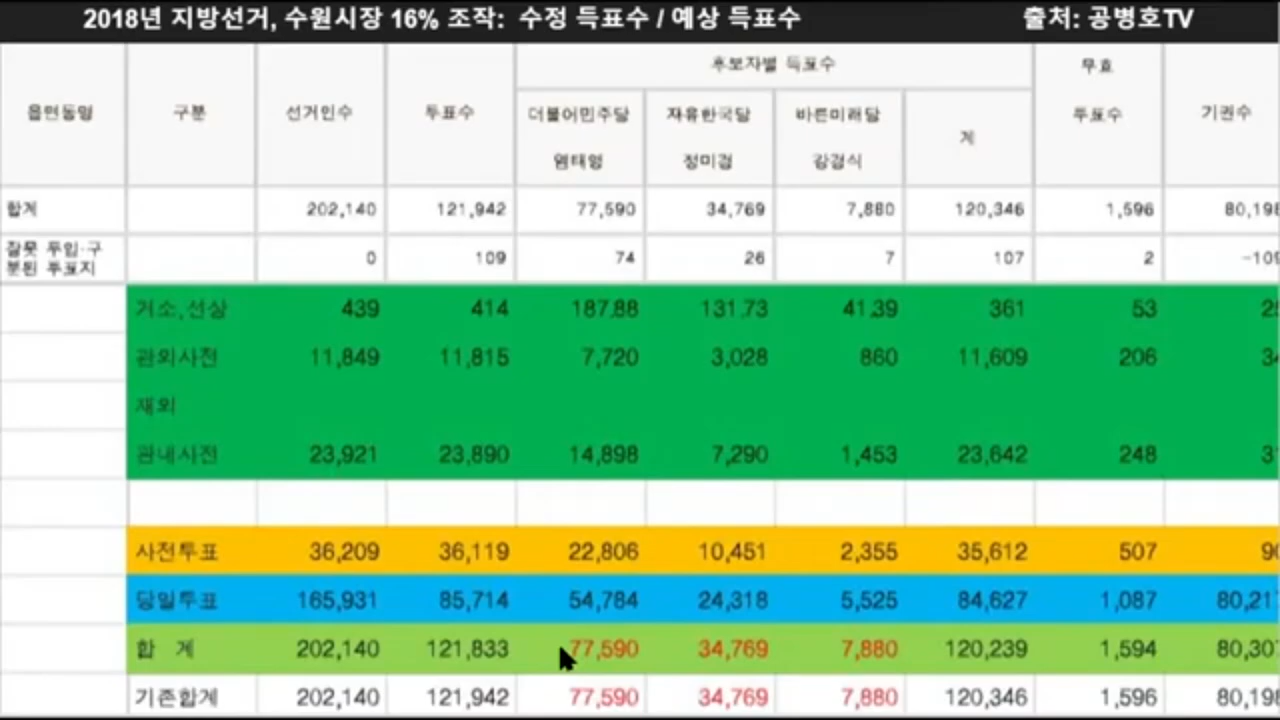 2018년 지방선거, 수원시장 16% 조작: 수정 득표수 / 예상 득표수 출처: 공병호TV
후보자별 득표수 무효
읍면동명 구분 선거인수 투표수 더불어민주당 자유한국당 바른미래당 계 투표수 기권수
염태영 정미경 강경식
합계 202,140 121,942 77,590 34,769 7,880 120,346 1,596 80,198
잘못 투입·구
분된 투표지 0 109 74 26 7 107 2 -109
거소,선상 439 414 187.88 131.73 41.39 361 53
관외사전 11,849 11,815 7,720 3,028 860 11,609 206
재외
관내사전 23,921 23,890 14,898 7,290 1,453 23,642 248
사전투표 36,209 36,119 22,806 10,451 2,355 35,612 507
당일투표 165,931 85,714 54,784 24,318 5,525 84,627 1,087 80,217
합 계 202,140 121,833 77,590 34,769 7,880 120,239 1,594 80,307
기존합계 202,140 121,942 77,590 34,769 7,880 120,346 1,596 80,198